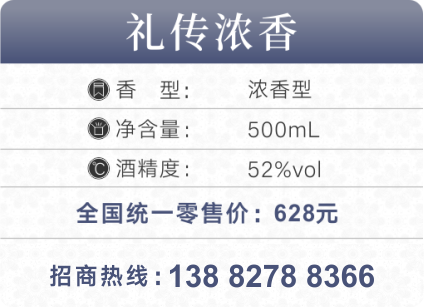 礼传浓香
香 型： 浓香型
净含量： 500mL
酒精度： 52%vol
全国统一零售价：628元
招商热线：138 8278 8366